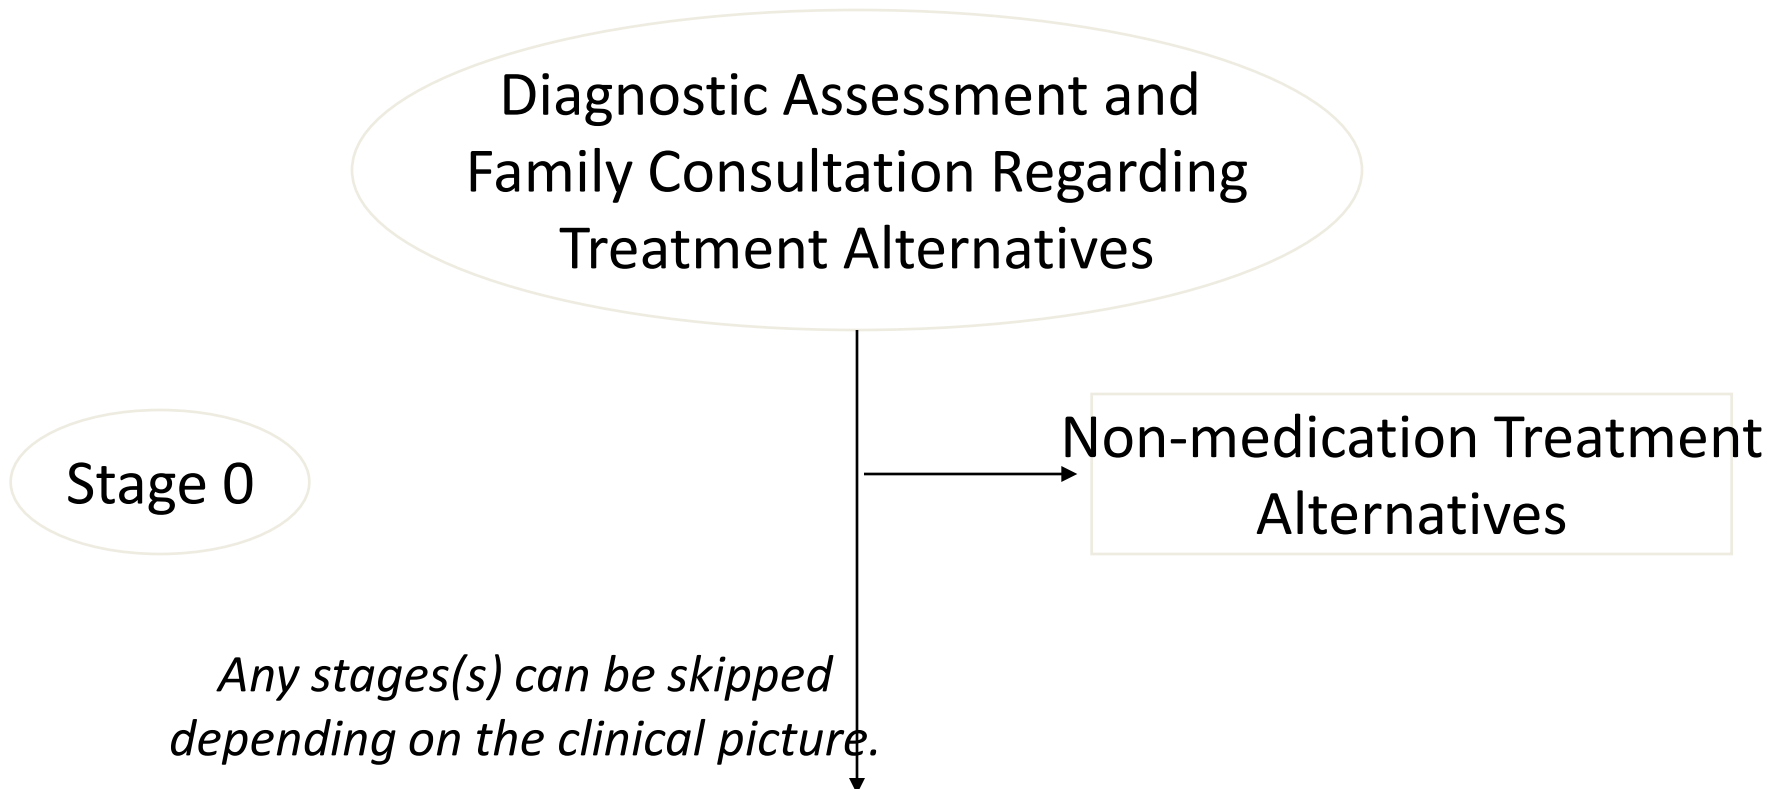 Diagnostic Assessment and
Family Consultation Regarding
Treatment Alternatives
Stage 0
Non-medication Treatment
Alternatives
Any stages(s) can be skipped
depending on the clinical picture.